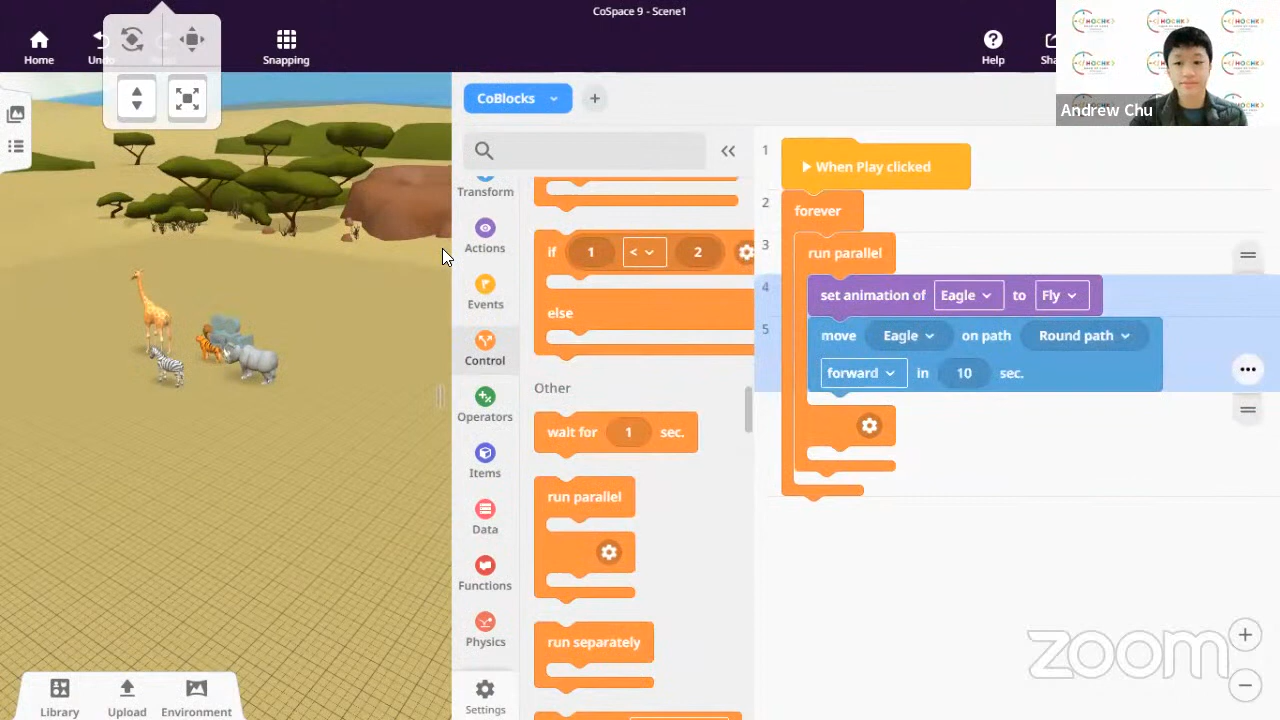 CoSpace 9 - Scene1
Home
Undo
Snapping
Help
Sha
HOCHK
Andrew Chu
CoBlocks
Transform
Actions
Events
Control
Operators
Items
Data
Functions
Physics
Settings
if 1 < 2
else
Other
wait for 1 sec.
run parallel
run separately
1
When Play clicked
2
forever
3
run parallel
4
set animation of Eagle to Fly
5
move Eagle on path Round path
forward in 10 sec.
Library
Upload
Environment
zoom